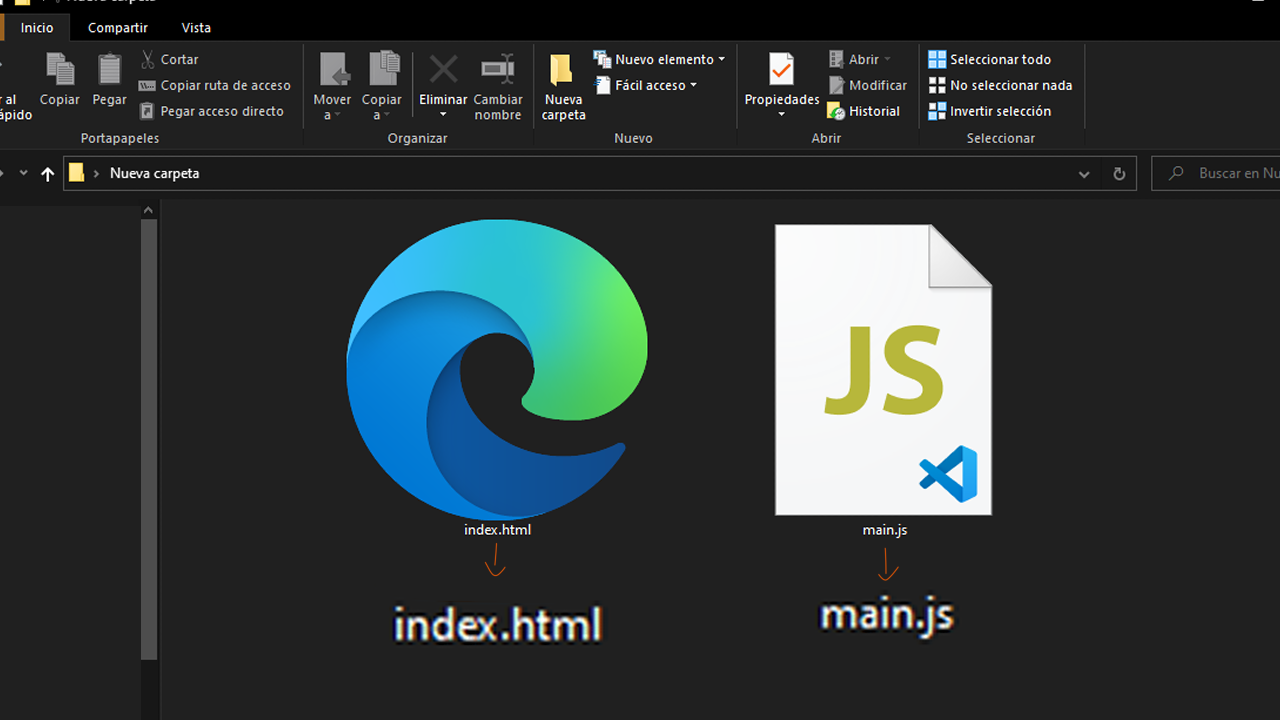 Nueva carpeta
Inicio Compartir Vista
Cortar
Copiar ruta de acceso
Pegar acceso directo
Copiar Pegar
Portapapeles
Mover a Copiar a Eliminar Cambiar nombre
Organizar
Nueva carpeta
Nuevo elemento
Fácil acceso
Nuevo
Propiedades
Abrir
Modificar
Historial
Abrir
Seleccionar todo
No seleccionar nada
Invertir selección
Seleccionar
Nueva carpeta
Buscar en Nu
JS
index.html main.js
index.html main.js